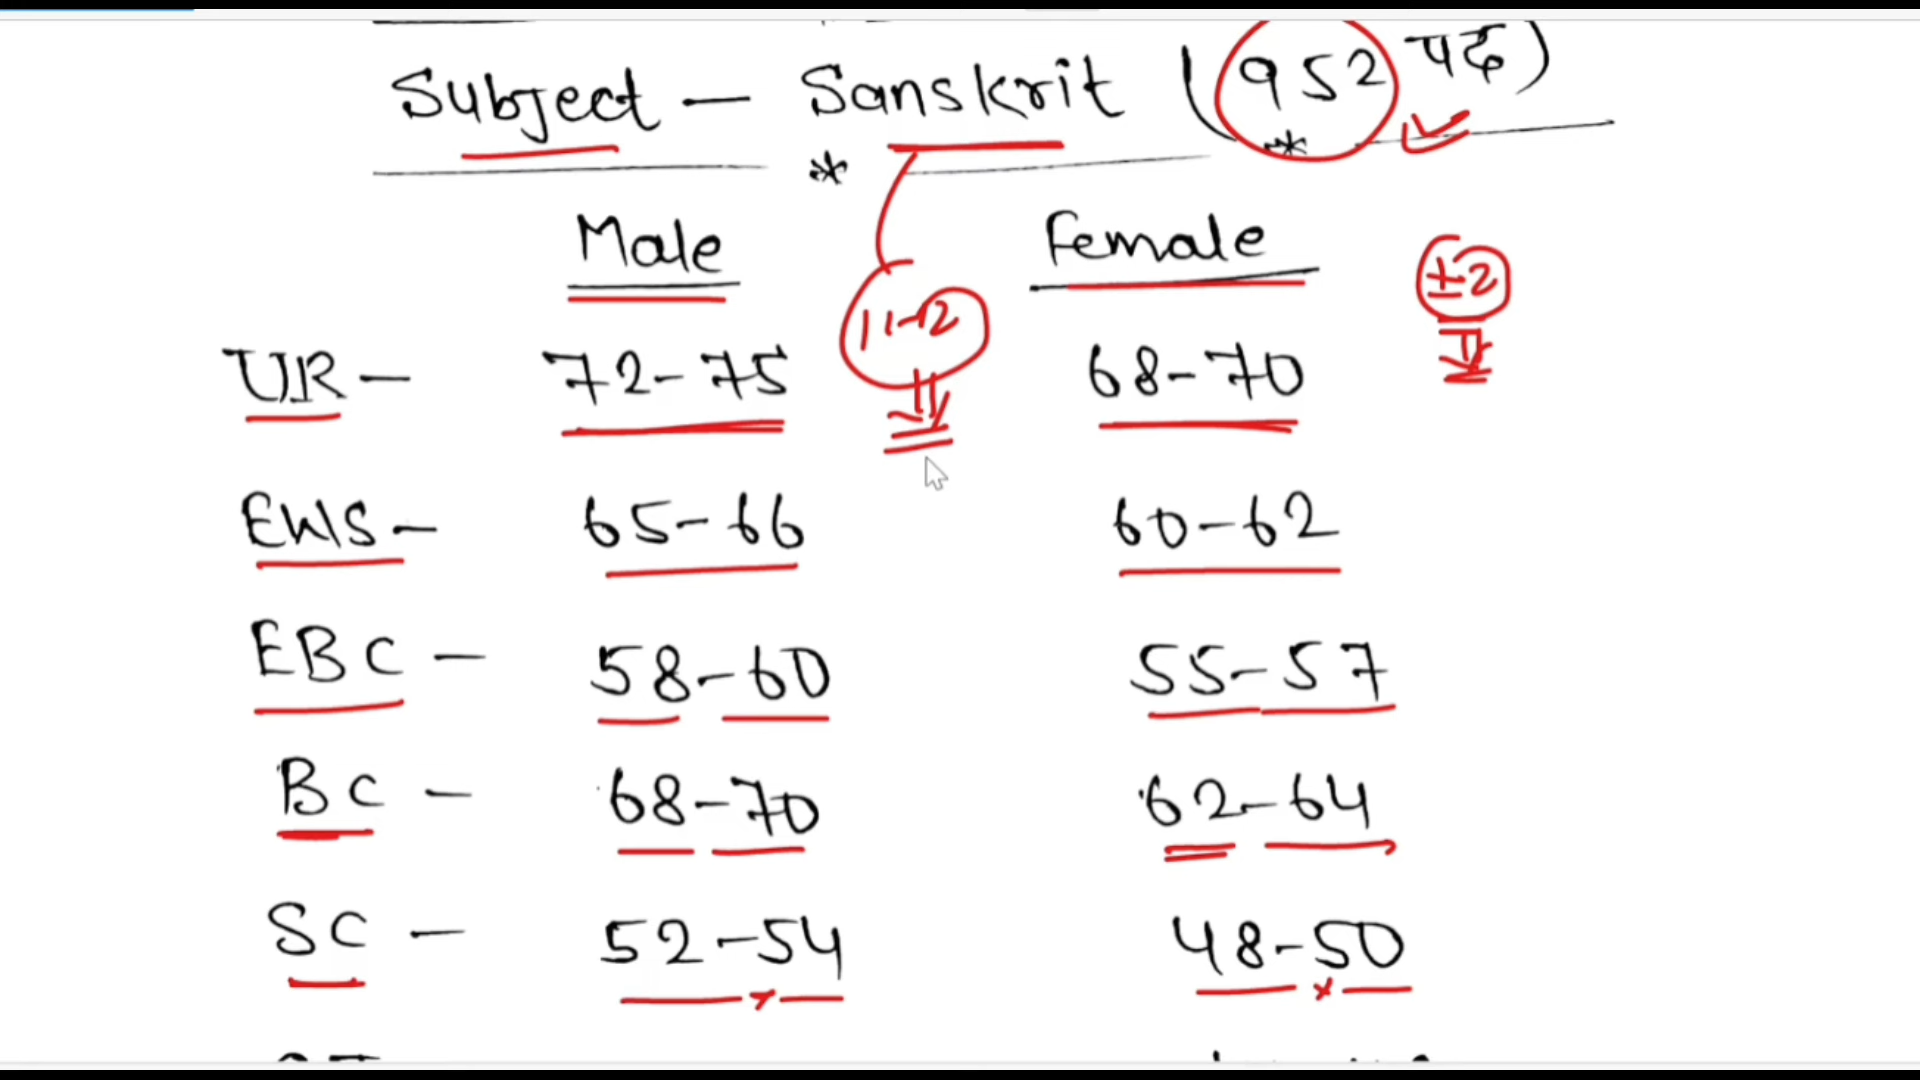 Subject — Sanskrit (952 पद)
* *
Male Female ±2
11-12
UR — 72-75 68-70
EWS — 65-66 60-62
EBC — 58-60 55-57
BC — 68-70 62-64
SC — 52-54 48-50